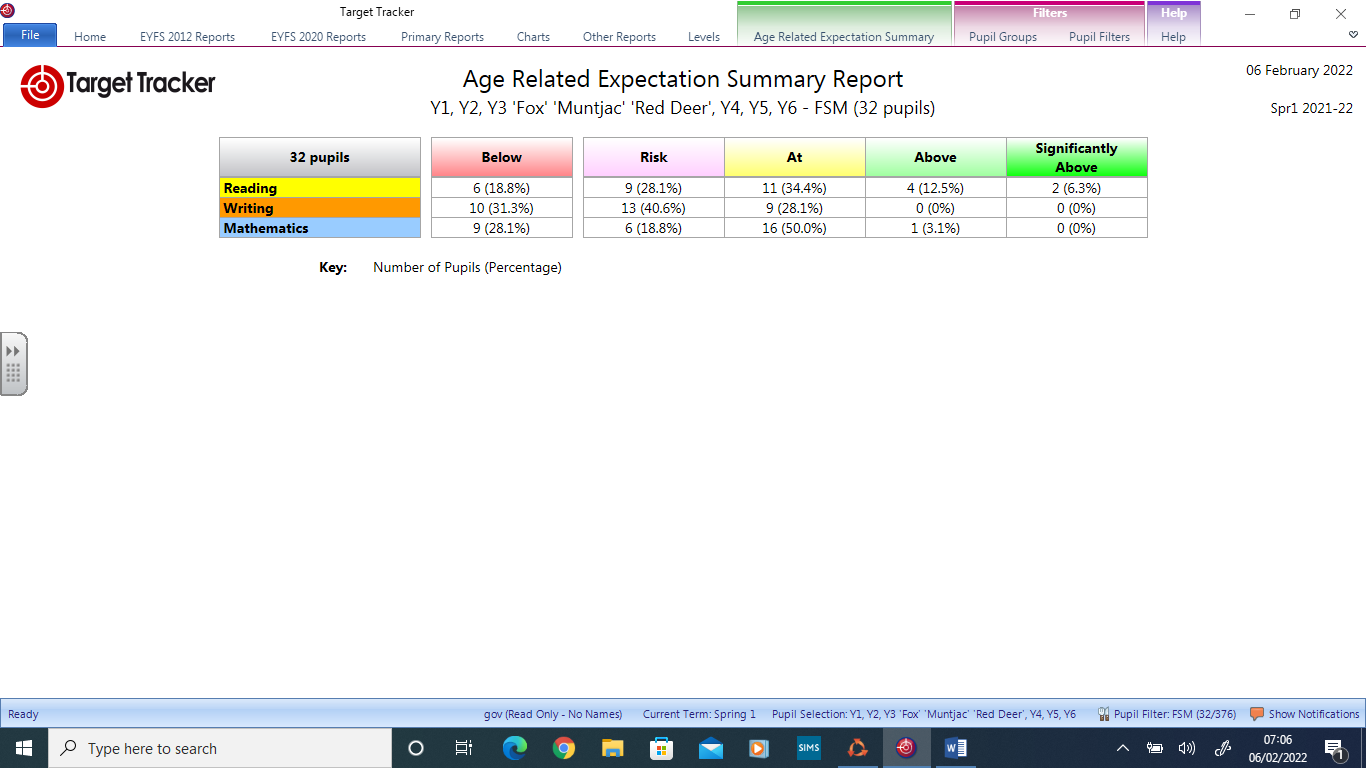 Target Tracker
Filters
Help
File Home EYFS 2012 Reports EYFS 2020 Reports Primary Reports Charts Other Reports Levels Age Related Expectation Summary Pupil Groups Pupil Filters Help
Target Tracker
Age Related Expectation Summary Report
06 February 2022
Y1, Y2, Y3 'Fox' 'Muntjac' 'Red Deer', Y4, Y5, Y6 - FSM (32 pupils)
Spr1 2021-22
32 pupils Below Risk At Above Significantly Above
Reading 6 (18.8%) 9 (28.1%) 11 (34.4%) 4 (12.5%) 2 (6.3%)
Writing 10 (31.3%) 13 (40.6%) 9 (28.1%) 0 (0%) 0 (0%)
Mathematics 9 (28.1%) 6 (18.8%) 16 (50.0%) 1 (3.1%) 0 (0%)
Key: Number of Pupils (Percentage)
Ready gov (Read Only - No Names) Current Term: Spring 1 Pupil Selection: Y1, Y2, Y3 'Fox' 'Muntjac' 'Red Deer', Y4, Y5, Y6 Pupil Filter: FSM (32/376) Show Notifications
Type here to search
SIMS
07:06
06/02/2022
1